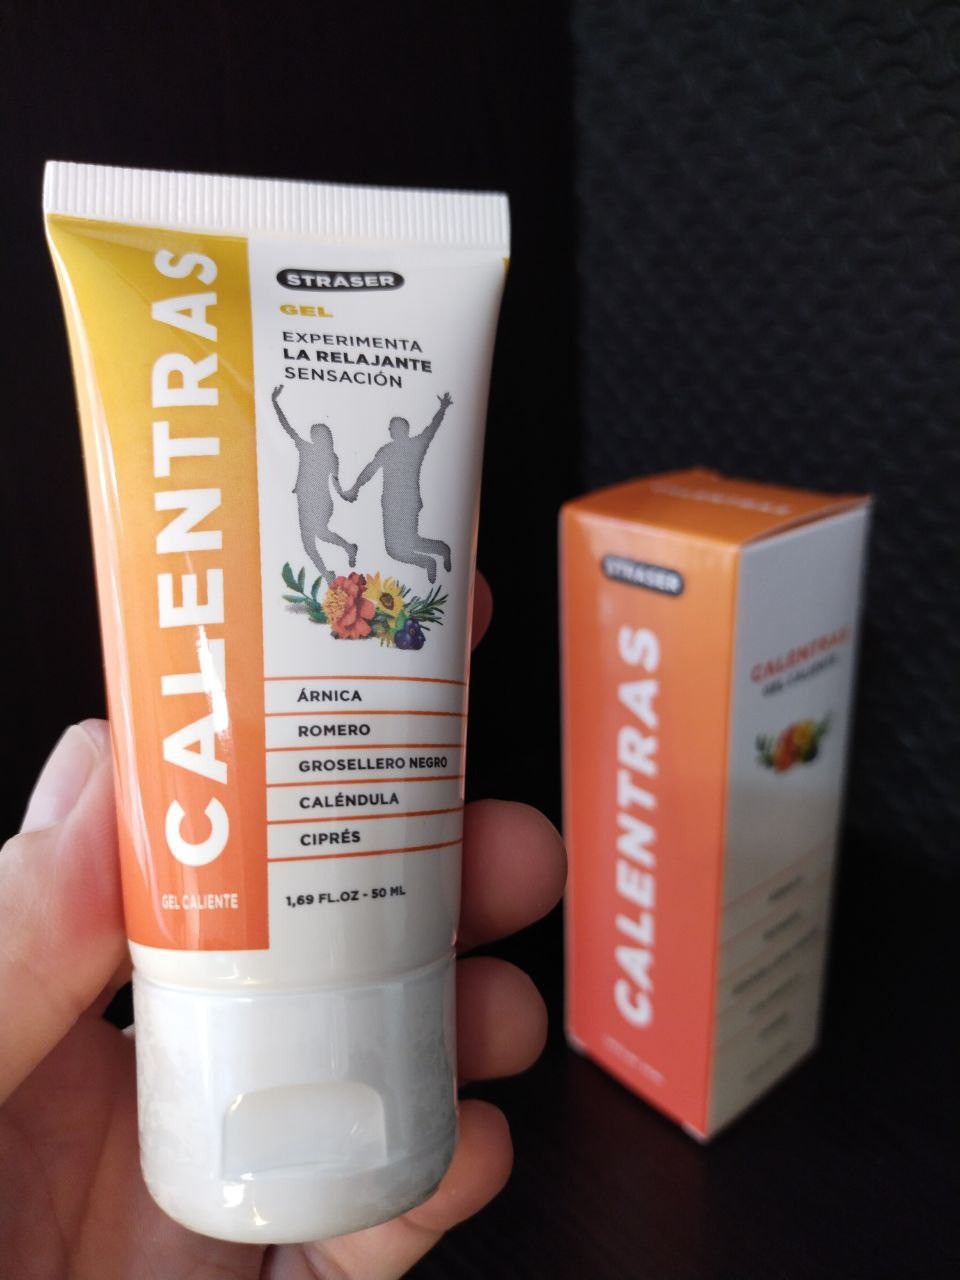 CALENTRAS
GEL CALIENTE
STRASER
GEL
EXPERIMENTA
LA RELAJANTE
SENSACIÓN
ÁRNICA
ROMERO
GROSELLERO NEGRO
CALÉNDULA
CIPRÉS
1,69 FL.OZ - 50 ML
STRASER
CALENTRAS
CALENTRAS